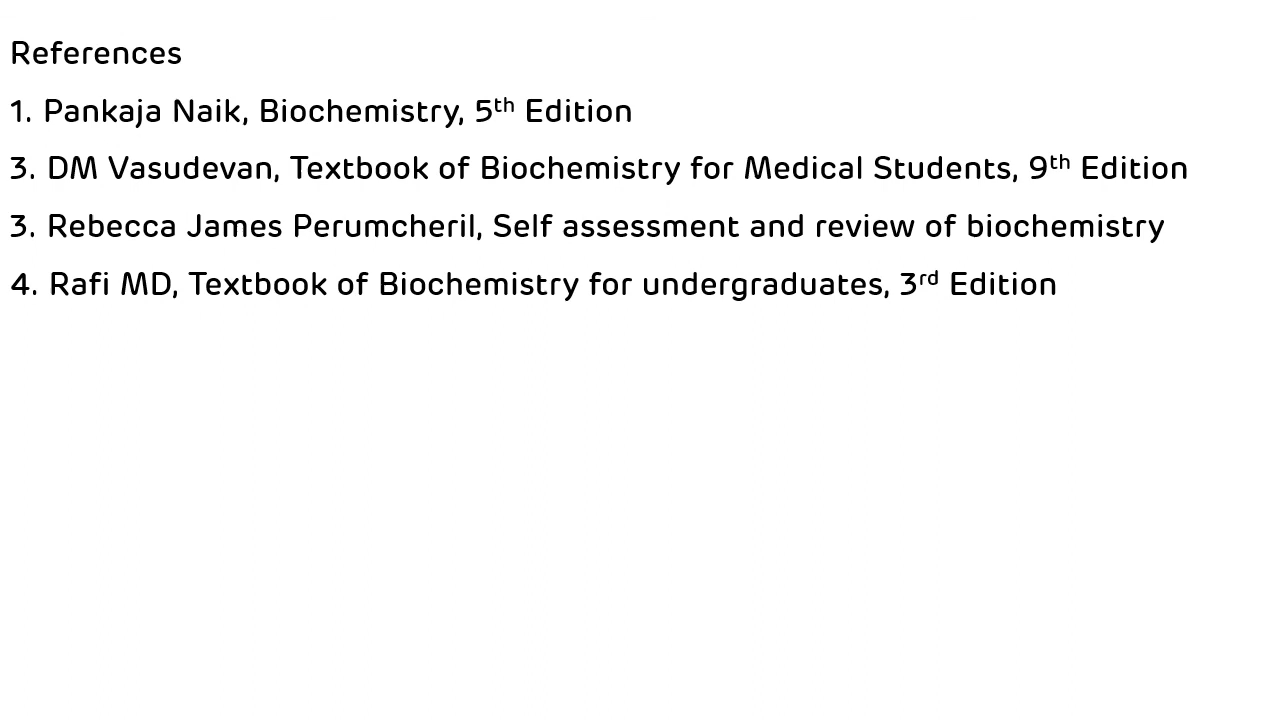 References
1. Pankaja Naik, Biochemistry, 5th Edition
3. DM Vasudevan, Textbook of Biochemistry for Medical Students, 9th Edition
3. Rebecca James Perumcheril, Self assessment and review of biochemistry
4. Rafi MD, Textbook of Biochemistry for undergraduates, 3rd Edition